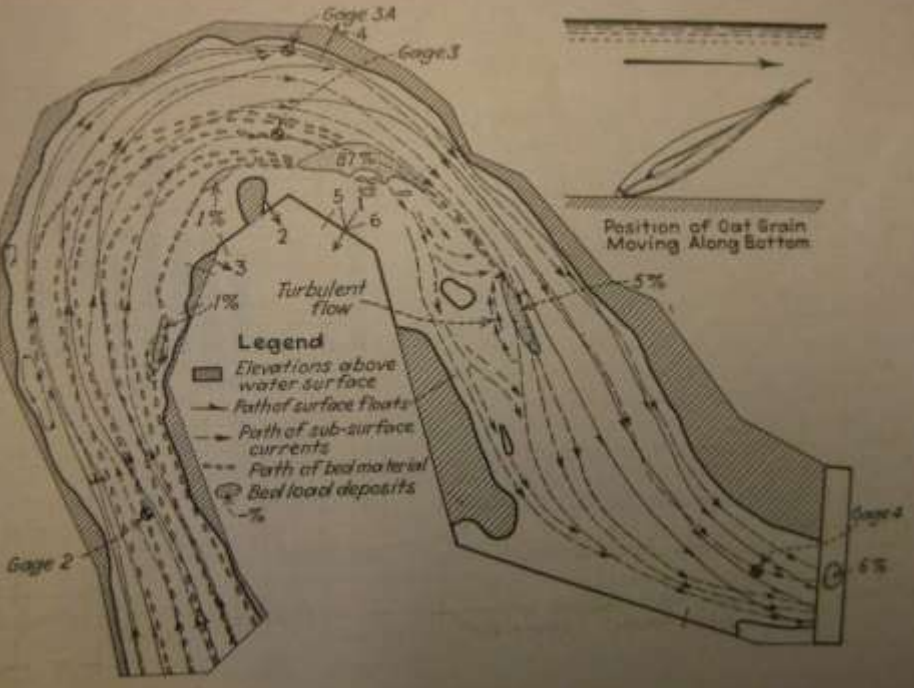 Gage 3A
4
Gage 3
87%
1%
5
1
6
2
3
Position of Oat Grain
Moving Along Bottom
5%
Turbulent
flow
1%
Legend
Elevations above
water surface
Path of surface floats
Path of sub-surface
currents
Path of bed material
Bed load deposits
-%
Gage 4
6%
Gage 2